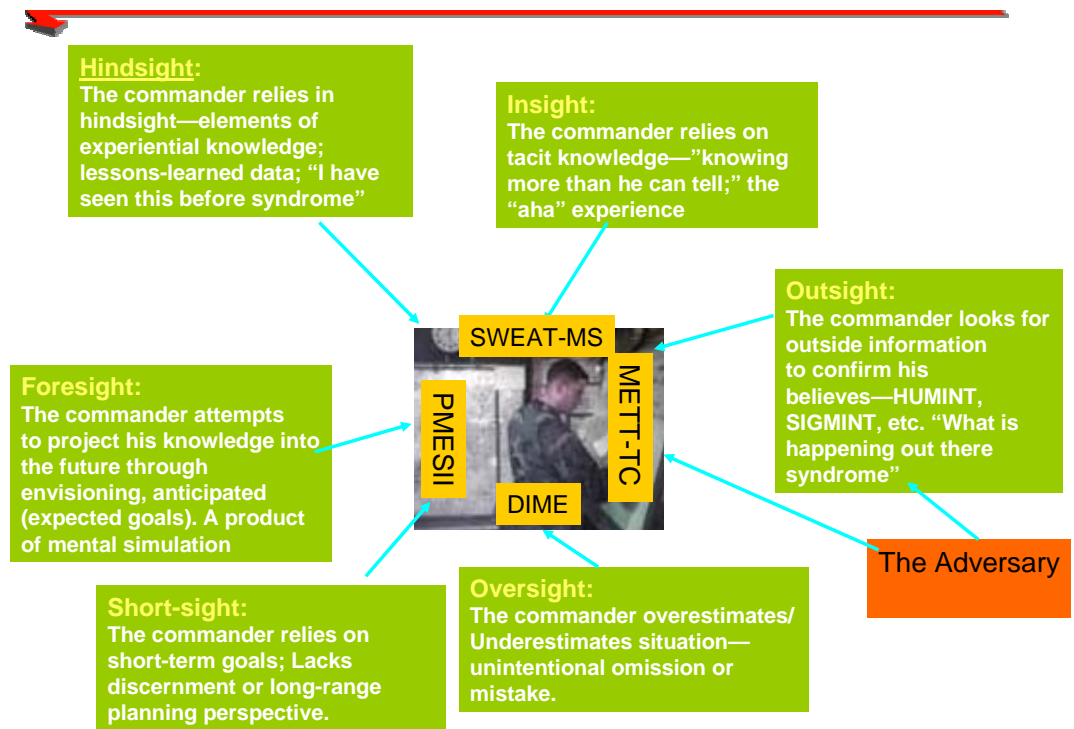 Hindsight:
The commander relies in
hindsight—elements of
experiential knowledge;
lessons-learned data; “I have
seen this before syndrome”
Insight:
The commander relies on
tacit knowledge—”knowing
more than he can tell;” the
“aha” experience
Outsight:
The commander looks for
outside information
to confirm his
believes—HUMINT,
SIGMINT, etc. “What is
happening out there
syndrome”
SWEAT-MS
METT-TC
PMESII
DIME
Foresight:
The commander attempts
to project his knowledge into
the future through
envisioning, anticipated
(expected goals). A product
of mental simulation
The Adversary
Short-sight:
The commander relies on
short-term goals; Lacks
discernment or long-range
planning perspective.
Oversight:
The commander overestimates/
Underestimates situation—
unintentional omission or
mistake.